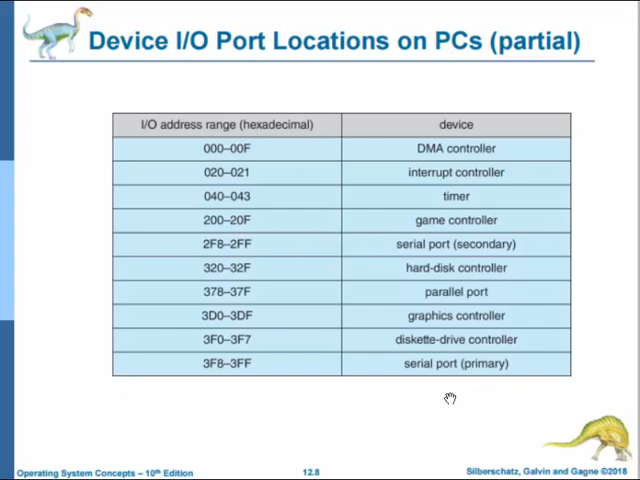 Device I/O Port Locations on PCs (partial)
I/O address range (hexadecimal) device
000–00F DMA controller
020–021 interrupt controller
040–043 timer
200–20F game controller
2F8–2FF serial port (secondary)
320–32F hard-disk controller
378–37F parallel port
3D0–3DF graphics controller
3F0–3F7 diskette-drive controller
3F8–3FF serial port (primary)
Operating System Concepts – 10th Edition 12.8 Silberschatz, Galvin and Gagne ©2018